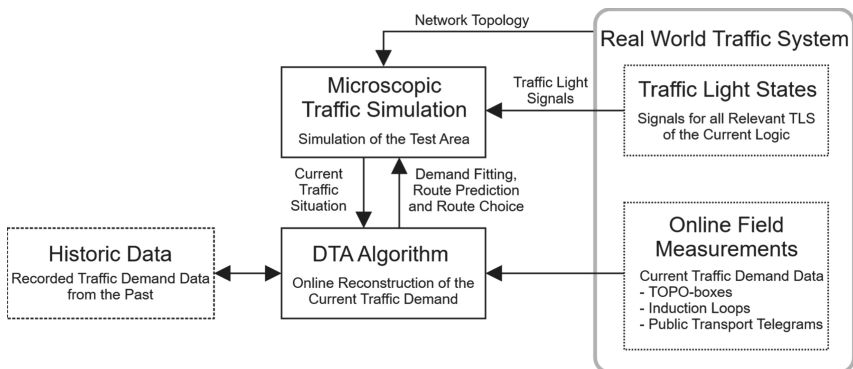 Network Topology
Real World Traffic System
Microscopic
Traffic Simulation
Simulation of the Test Area
Traffic Light
Signals
Traffic Light States
Signals for all Relevant TLS
of the Current Logic
Current
Traffic
Situation
Demand Fitting,
Route Prediction
and Route Choice
Historic Data
Recorded Traffic Demand Data
from the Past
DTA Algorithm
Online Reconstruction of the
Current Traffic Demand
Online Field
Measurements
Current Traffic Demand Data
- TOPO-boxes
- Induction Loops
- Public Transport Telegrams